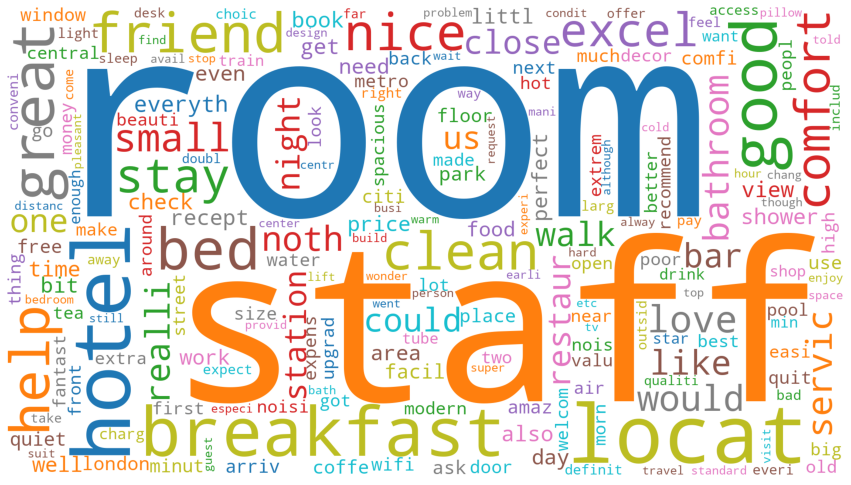 window
desk
choic
find
friend
nice
book
littl
close
excel
problem
far
condit
offer
pillow
feel
access
told
good
great
conveni
light
central
sleep
avail
stop
design
get
back
wait
want
much
decor
peopl
comfort
includ
room
train
need
metro
right
next
hot
comfi
come
go
money
pleasant
even
everyth
beauti
small
night
look
way
mani
floor
us
made
park
request
spacious
extrem
cold
although
better
recommend
bathroom
view
hour
chang
though
enough
doubl
stay
centr
citi
perfect
larg
alway
pay
shower
high
distanc
one
check
recept
center
busi
warm
experi
price
food
walk
hotel
make
around
bed
noth
build
clean
hard
poor
bar
free
water
restaur
open
drink
shop
use
thing
time
away
realli
station
lift
wonder
earli
bit
bedroom
street
size
lot
went
person
etc
near
top
outsid
pool
space
enjoy
tea
still
staff
could
place
tv
love
min
help
fantast
front
extra
work
provid
expens
upgrad
area
tube
two
super
nois
valu
star
best
easi
servic
like
quit
expect
bath
facil
air
qualiti
bad
take
first
especi
noisi
got
modern
amaz
welcom
morn
would
quiet
suit
charg
breakfast
also
locat
visit
big
well
london
minut
guest
arriv
coffe
wifi
ask
door
day
definit
travel
standard
everi
old